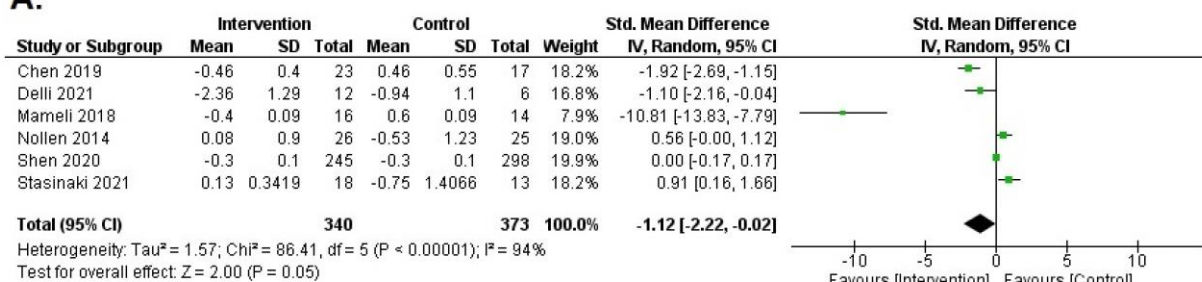 A.
Intervention Control Std. Mean Difference Std. Mean Difference
Study or Subgroup Mean SD Total Mean SD Total Weight IV, Random, 95% CI IV, Random, 95% CI
Chen 2019 -0.46 0.4 23 0.46 0.55 17 18.2% -1.92 [-2.69, -1.15]
Delli 2021 -2.36 1.29 12 -0.94 1.1 6 16.8% -1.10 [-2.16, -0.04]
Mameli 2018 -0.4 0.09 16 0.6 0.09 14 7.9% -10.81 [-13.83, -7.79]
Nollen 2014 0.08 0.9 26 -0.53 1.23 25 19.0% 0.56 [-0.00, 1.12]
Shen 2020 -0.3 0.1 245 -0.3 0.1 298 19.9% 0.00 [-0.17, 0.17]
Stasinaki 2021 0.13 0.3419 18 -0.75 1.4066 13 18.2% 0.91 [0.16, 1.66]
Total (95% CI) 340 373 100.0% -1.12 [-2.22, -0.02]
Heterogeneity: Tau² = 1.57; Chi² = 86.41, df = 5 (P < 0.00001); I² = 94%
Test for overall effect: Z = 2.00 (P = 0.05)
-10 -5 0 5 10
Favours [Intervention] Favours [Control]